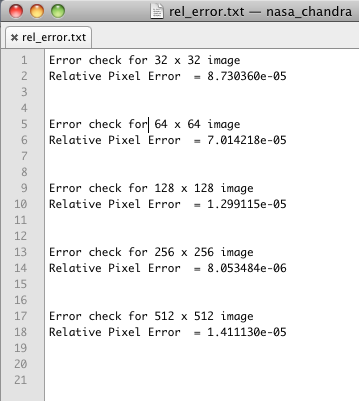 rel_error.txt — nasa_chandra
✖ rel_error.txt
1 Error check for 32 x 32 image
2 Relative Pixel Error  = 8.730360e-05
3
4
5 Error check for 64 x 64 image
6 Relative Pixel Error  = 7.014218e-05
7
8
9 Error check for 128 x 128 image
10 Relative Pixel Error  = 1.299115e-05
11
12
13 Error check for 256 x 256 image
14 Relative Pixel Error  = 8.053484e-06
15
16
17 Error check for 512 x 512 image
18 Relative Pixel Error  = 1.411130e-05
19
20
21